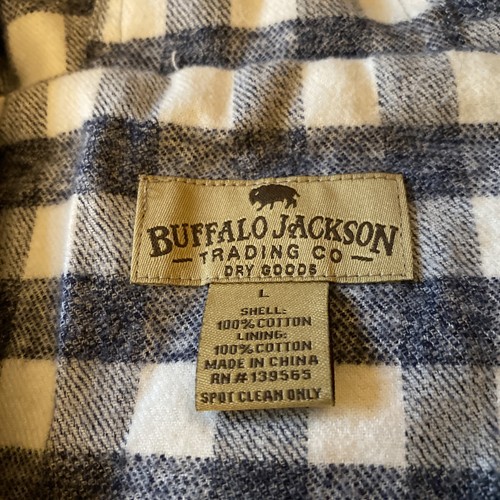 BUFFALO JACKSON
TRADING CO
DRY GOODS
L
SHELL:
100% COTTON
LINING:
100% COTTON
MADE IN CHINA
RN # 139565
SPOT CLEAN ONLY